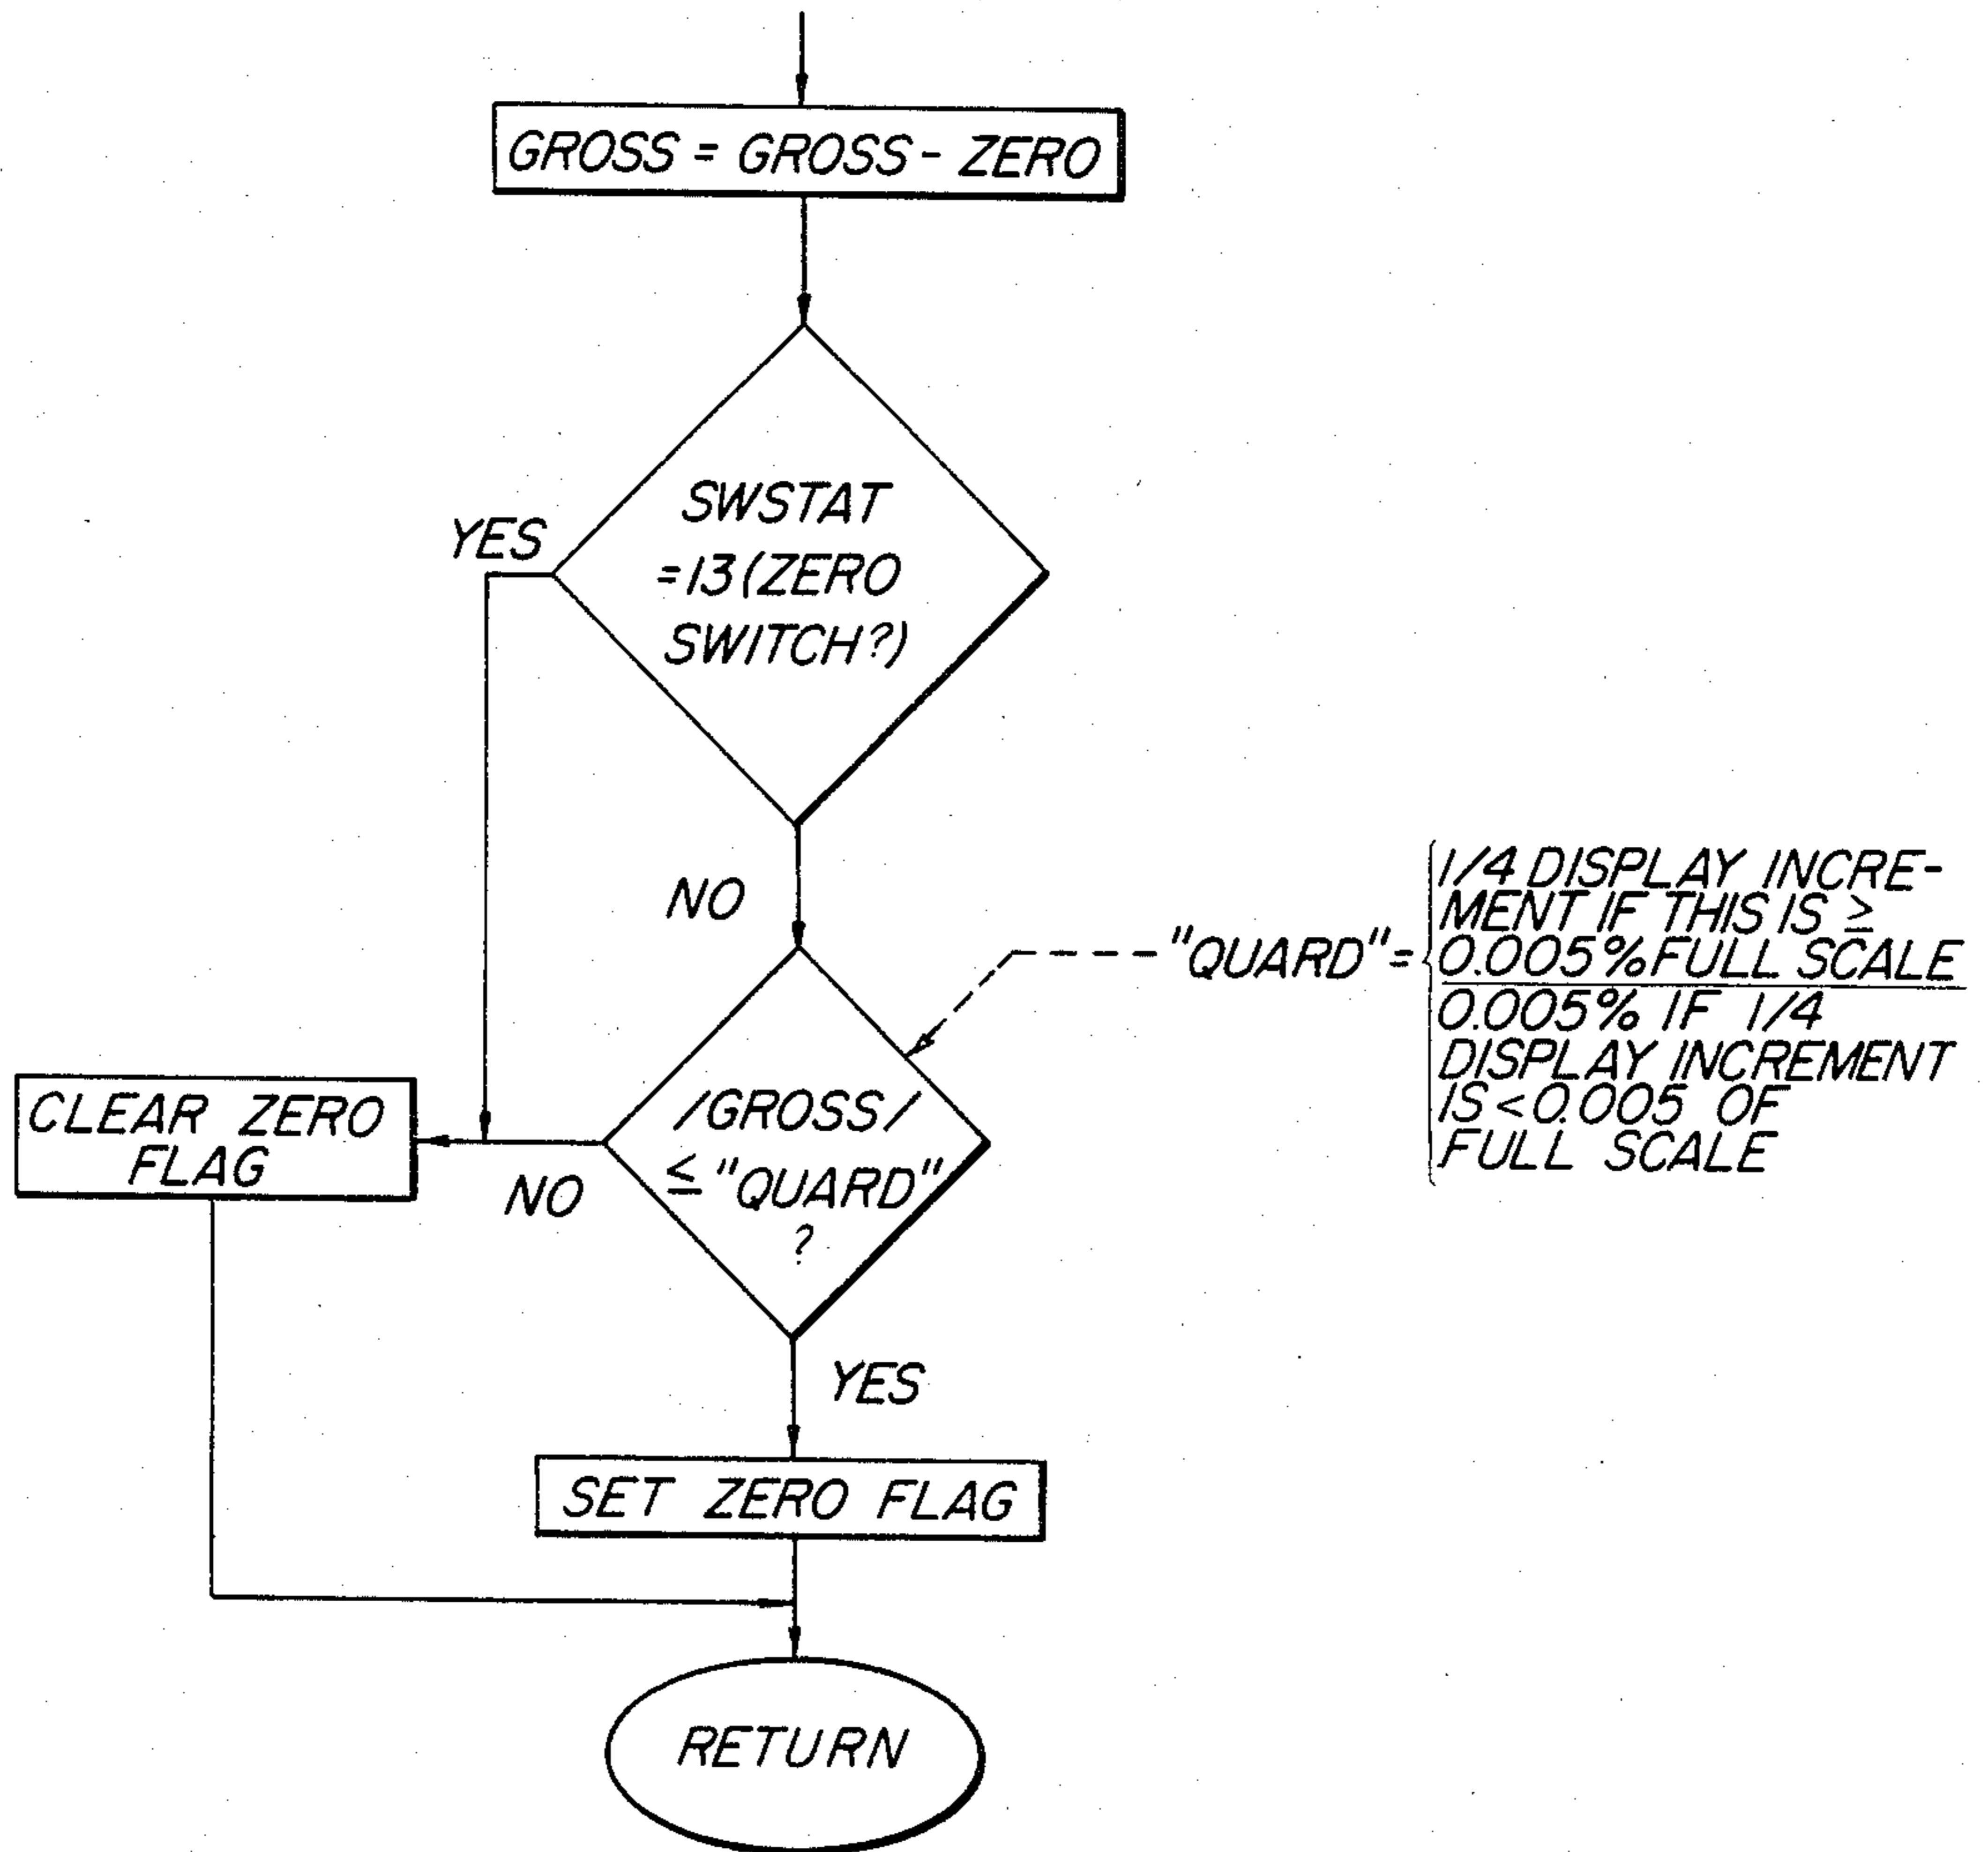 GROSS = GROSS - ZERO
SWSTAT
=13(ZERO
SWITCH?)
YES
NO
"QUARD"=
1/4 DISPLAY INCRE-
MENT IF THIS IS ≥
0.005% FULL SCALE
0.005% IF 1/4
DISPLAY INCREMENT
IS<0.005 OF
FULL SCALE
CLEAR ZERO
FLAG
NO
/GROSS/
≤ "QUARD"
?
YES
SET ZERO FLAG
RETURN